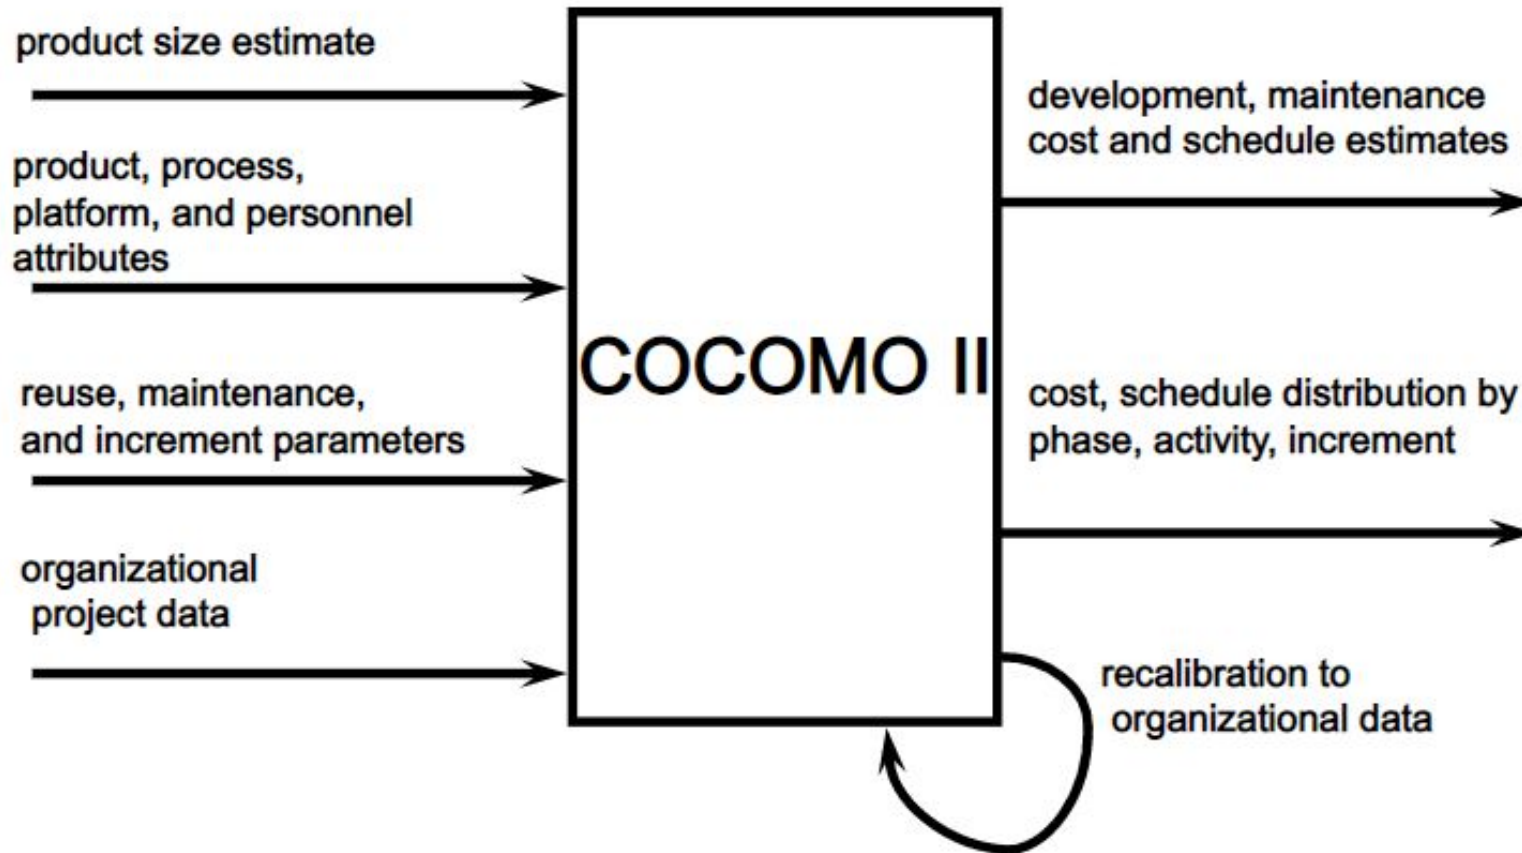 product size estimate
product, process,
platform, and personnel
attributes
reuse, maintenance,
and increment parameters
organizational
project data
COCOMO II
development, maintenance
cost and schedule estimates
cost, schedule distribution by
phase, activity, increment
recalibration to
organizational data